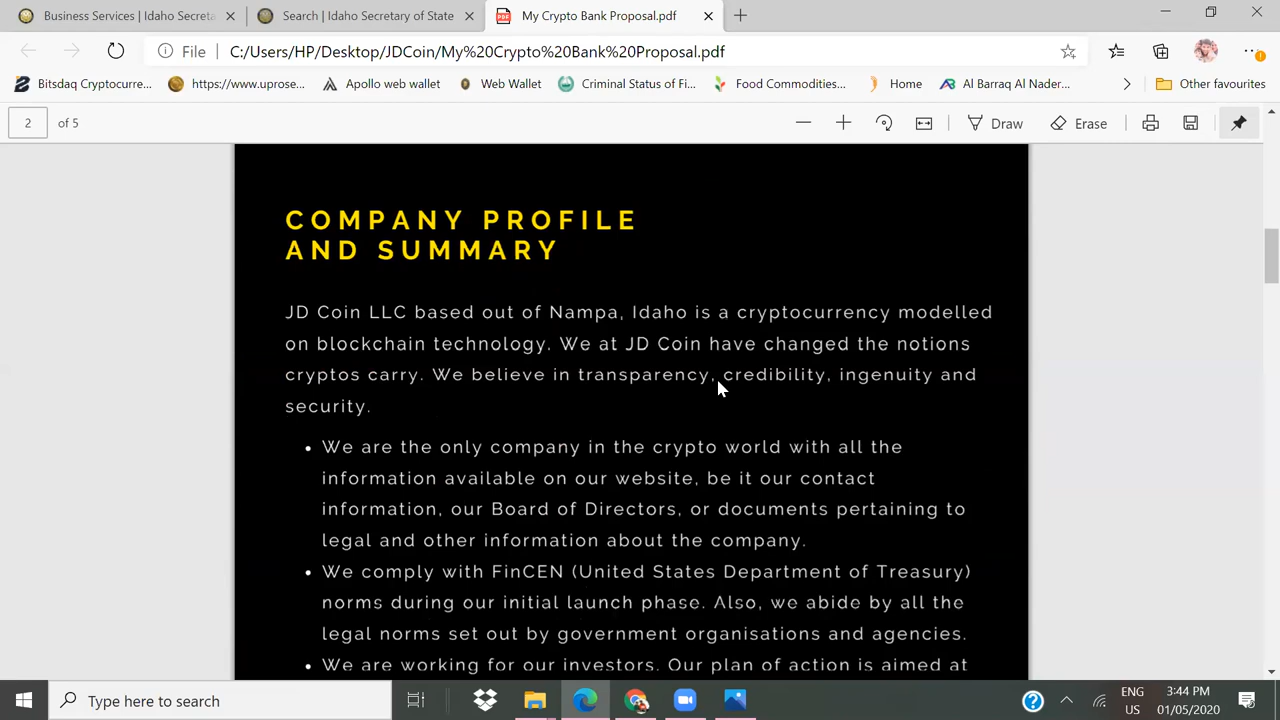 Business Services | Idaho Secreta
Search | Idaho Secretary of State
My Crypto Bank Proposal.pdf
File
C:/Users/HP/Desktop/JDCoin/My%20Crypto%20Bank%20Proposal.pdf
Bitsdaq Cryptocurre...
https://www.uprose...
Apollo web wallet
Web Wallet
Criminal Status of Fi...
Food Commodities...
Home
Al Barraq Al Nader...
Other favourites
2 of 5
Draw
Erase
COMPANY PROFILE
AND SUMMARY
JD Coin LLC based out of Nampa, Idaho is a cryptocurrency modelled
on blockchain technology. We at JD Coin have changed the notions
cryptos carry. We believe in transparency, credibility, ingenuity and
security.
• We are the only company in the crypto world with all the
information available on our website, be it our contact
information, our Board of Directors, or documents pertaining to
legal and other information about the company.
• We comply with FinCEN (United States Department of Treasury)
norms during our initial launch phase. Also, we abide by all the
legal norms set out by government organisations and agencies.
• We are working for our investors. Our plan of action is aimed at
Type here to search
ENG
US
3:44 PM
01/05/2020